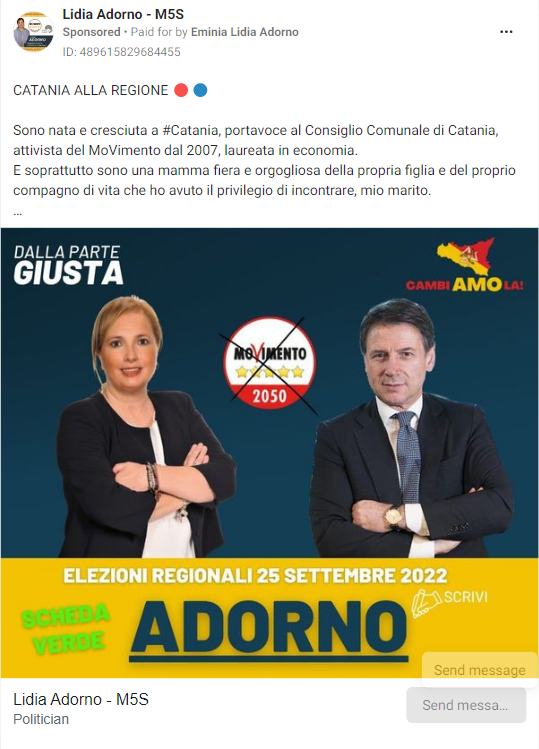 Lidia Adorno - M5S
Sponsored • Paid for by Eminia Lidia Adorno
ID: 489615829684455
CATANIA ALLA REGIONE
Sono nata e cresciuta a #Catania, portavoce al Consiglio Comunale di Catania,
attivista del MoVimento dal 2007, laureata in economia.
E soprattutto sono una mamma fiera e orgogliosa della propria figlia e del proprio
compagno di vita che ho avuto il privilegio di incontrare, mio marito.
...
DALLA PARTE
GIUSTA
CAMBIAMOLA!
MOVIMENTO
2050
ELEZIONI REGIONALI 25 SETTEMBRE 2022
SCHEDA
VERDE
ADORNO
SCRIVI
Send message
Lidia Adorno - M5S
Politician
Send messa...